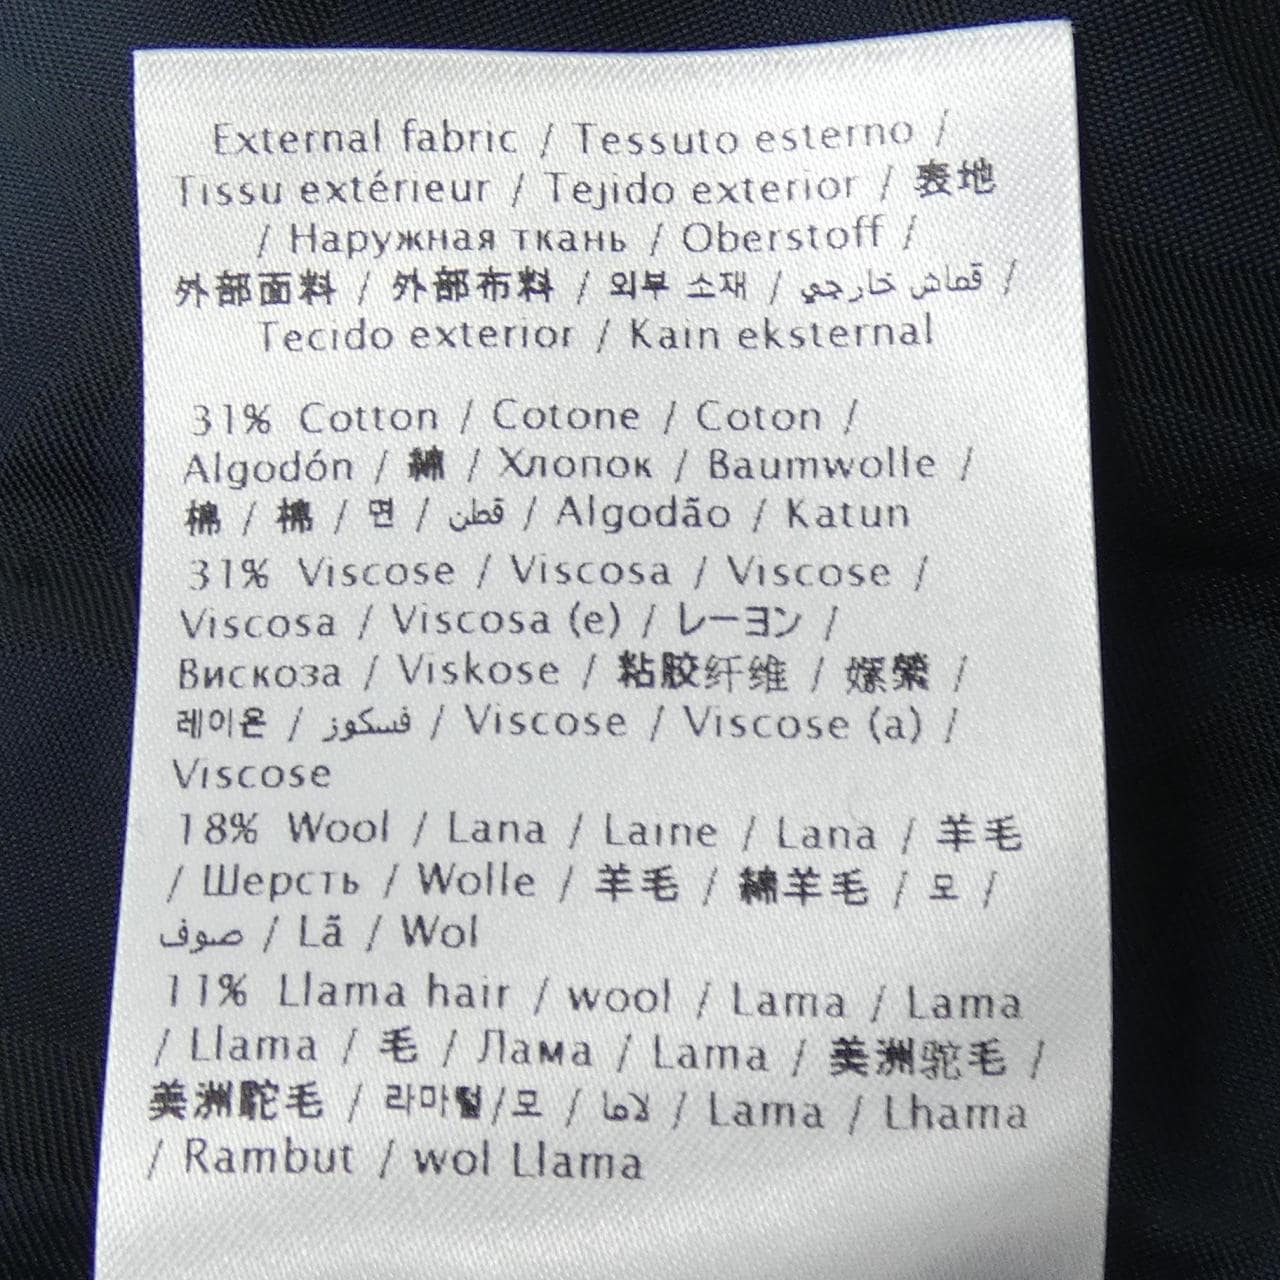 External fabric / Tessuto esterno /
Tissu extérieur / Tejido exterior / 表地
/ Наружная ткань / Oberstoff /
外部面料 / 外部布料 / 외부 소재 / قماش خارجي /
Tecido exterior / Kain eksternal
31% Cotton / Cotone / Coton /
Algodón / 綿 / Хлопок / Baumwolle /
棉 / 棉 / 면 / قطن / Algodão / Katun
31% Viscose / Viscosa / Viscose /
Viscosa / Viscosa (e) / レーヨン /
Вискоза / Viskose / 粘胶纤维 / 嫘縈 /
레이온 / فسكوز / Viscose / Viscose (a) /
Viscose
18% Wool / Lana / Laine / Lana / 羊毛
/ Шерсть / Wolle / 羊毛 / 綿羊毛 / 모 /
صوف / Lã / Wol
11% Llama hair / wool / Lama / Lama
/ Llama / 毛 / Лама / Lama / 美洲驼毛 /
美洲駝毛 / 라마털/모 / لاما / Lama / Lhama
/ Rambut / wol Llama